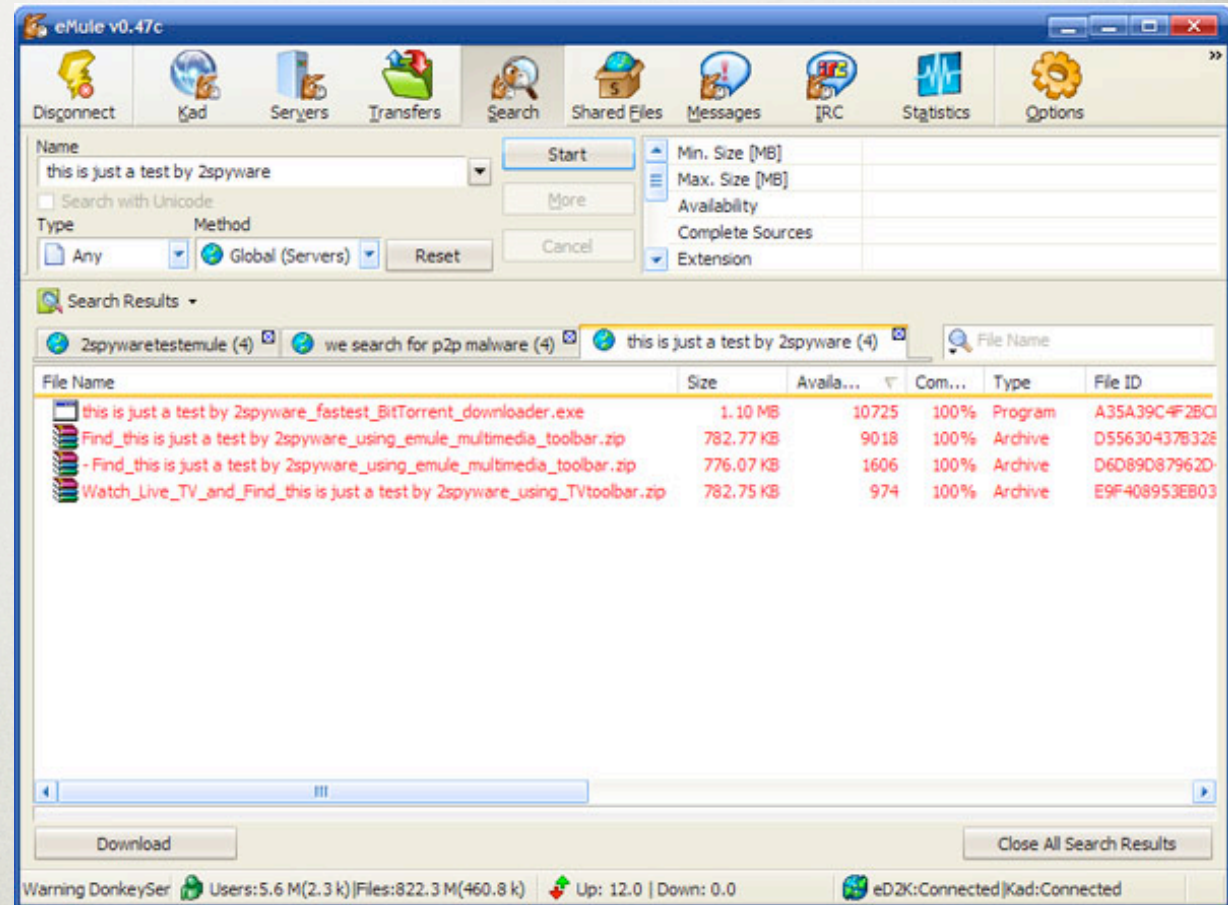 eMule v0.47c
Disconnect Kad Servers Transfers Search Shared Files Messages IRC Statistics Options
Name
this is just a test by 2spyware
Search with Unicode
Type Method
Any Global (Servers) Reset
Start
More
Cancel
Min. Size [MB]
Max. Size [MB]
Availability
Complete Sources
Extension
Search Results
2spywaretestemule (4) we search for p2p malware (4) this is just a test by 2spyware (4) File Name
File Name Size Availa... Com... Type File ID
this is just a test by 2spyware_fastest_BitTorrent_downloader.exe 1.10 MB 10725 100% Program A35A39C4F2BC
Find_this is just a test by 2spyware_using_emule_multimedia_toolbar.zip 782.77 KB 9018 100% Archive D55630437B328
- Find_this is just a test by 2spyware_using_emule_multimedia_toolbar.zip 776.07 KB 1606 100% Archive D6D89D87962D
Watch_Live_TV_and_Find_this is just a test by 2spyware_using_TVtoolbar.zip 782.75 KB 974 100% Archive E9F408953EB03
Download Close All Search Results
Warning DonkeySer Users:5.6 M(2.3 k)|Files:822.3 M(460.8 k) Up: 12.0 | Down: 0.0 eD2K:Connected|Kad:Connected